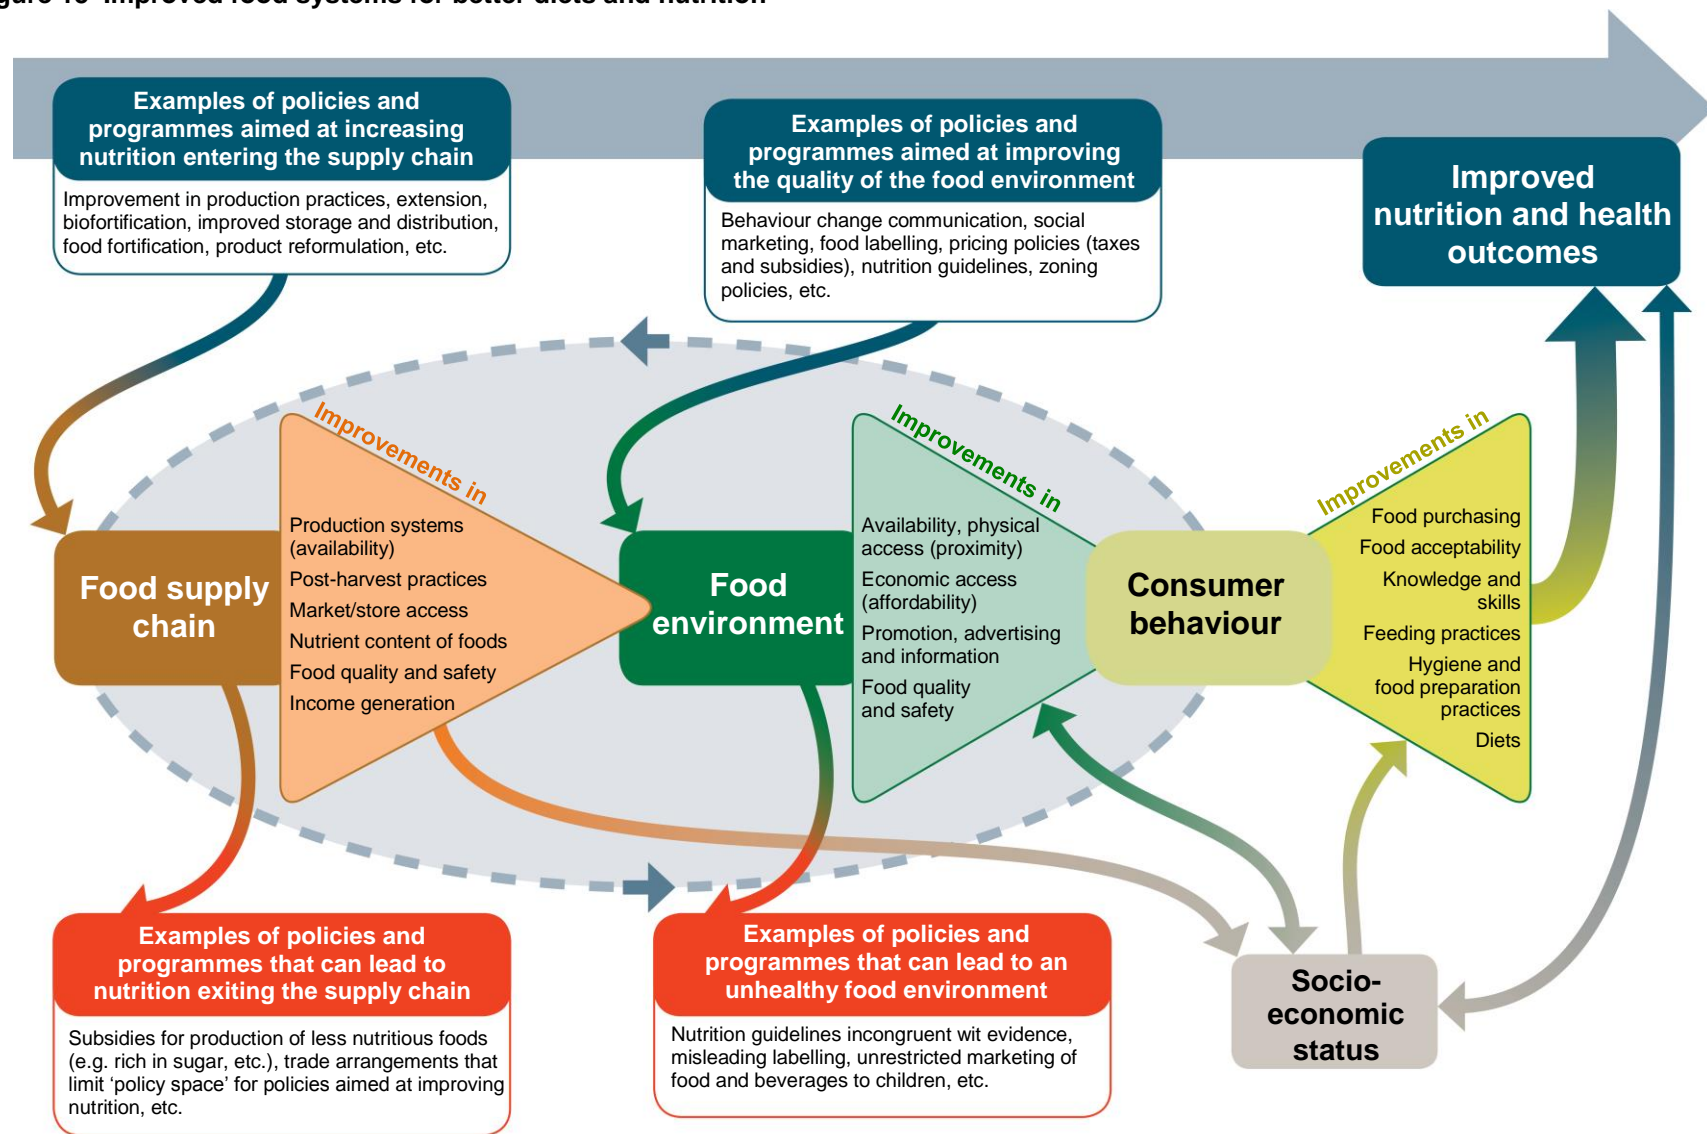 Improved food systems for better diets and nutrition
Examples of policies and
programmes aimed at increasing
nutrition entering the supply chain
Improvement in production practices, extension,
biofortification, improved storage and distribution,
food fortification, product reformulation, etc.
Examples of policies and
programmes aimed at improving
the quality of the food environment
Behaviour change communication, social
marketing, food labelling, pricing policies (taxes
and subsidies), nutrition guidelines, zoning
policies, etc.
Improved
nutrition and health
outcomes
Improvements in
Improvements in
Improvements in
Food supply
chain
Production systems
(availability)
Post-harvest practices
Market/store access
Nutrient content of foods
Food quality and safety
Income generation
Food
environment
Availability, physical
access (proximity)
Economic access
(affordability)
Promotion, advertising
and information
Food quality
and safety
Consumer
behaviour
Food purchasing
Food acceptability
Knowledge and
skills
Feeding practices
Hygiene and
food preparation
practices
Diets
Examples of policies and
programmes that can lead to
nutrition exiting the supply chain
Subsidies for production of less nutritious foods
(e.g. rich in sugar, etc.), trade arrangements that
limit ‘policy space’ for policies aimed at improving
nutrition, etc.
Examples of policies and
programmes that can lead to an
unhealthy food environment
Nutrition guidelines incongruent wit evidence,
misleading labelling, unrestricted marketing of
food and beverages to children, etc.
Socio-
economic
status